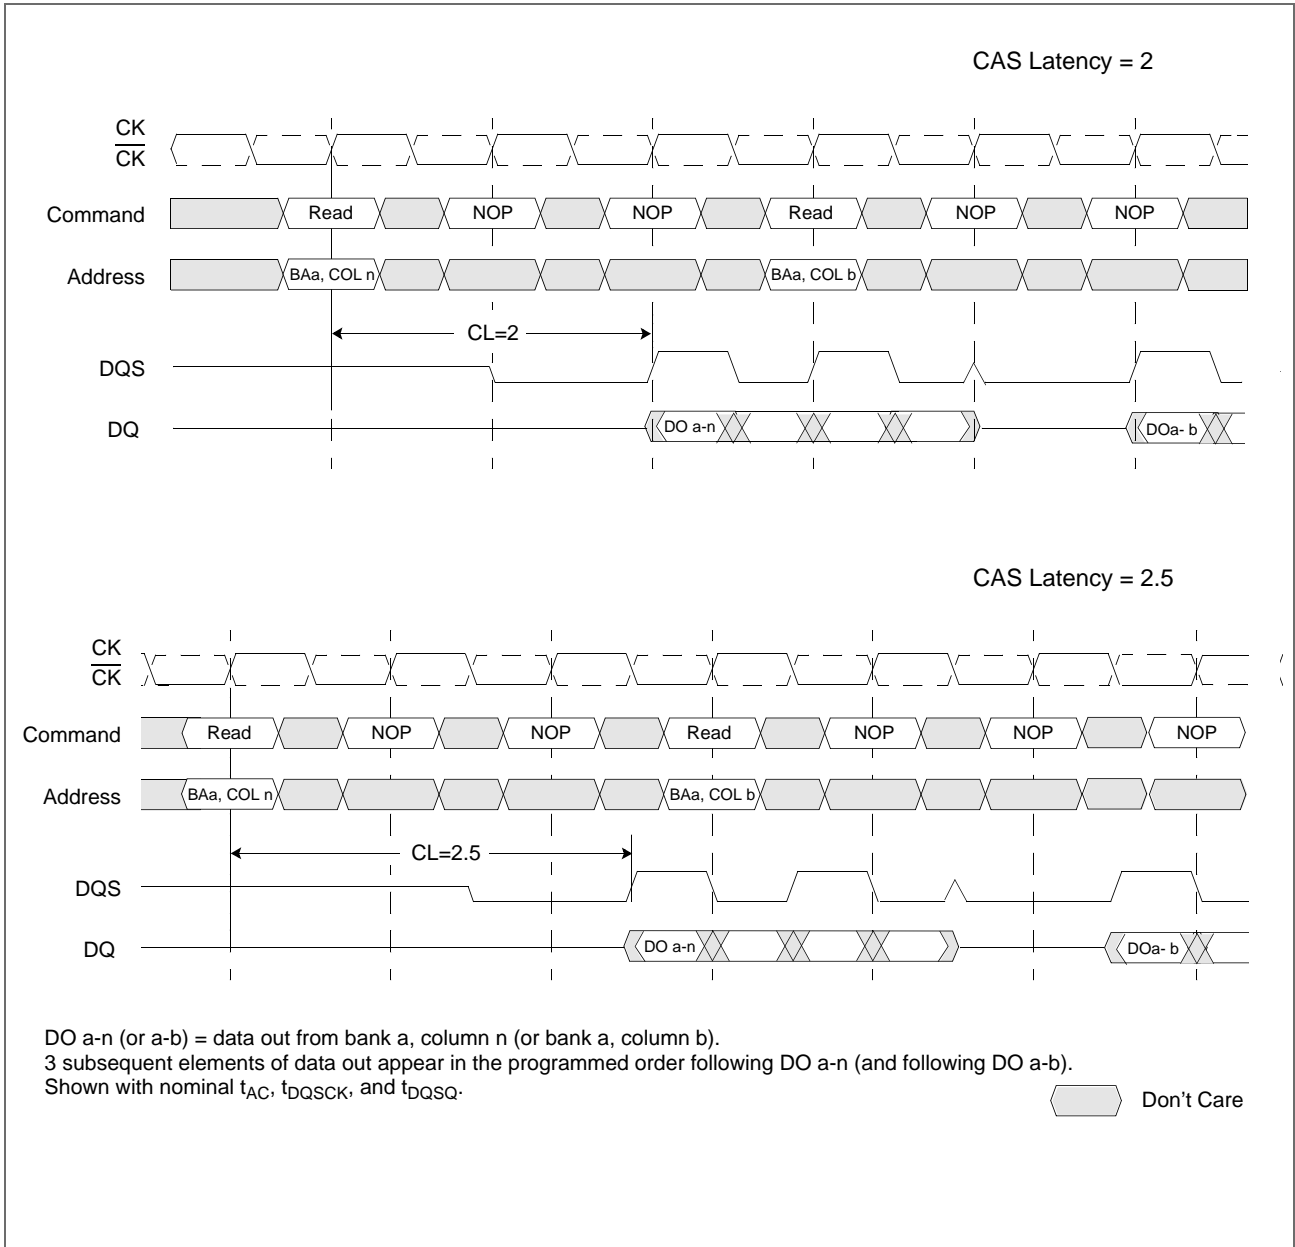 CAS Latency = 2
CK
CK
Command Read NOP NOP Read NOP NOP
Address BAa, COL n BAa, COL b
CL=2
DQS
DQ DO a-n DOa- b
CAS Latency = 2.5
CK
CK
Command Read NOP NOP Read NOP NOP NOP
Address BAa, COL n BAa, COL b
CL=2.5
DQS
DQ DO a-n DOa- b
DO a-n (or a-b) = data out from bank a, column n (or bank a, column b).
3 subsequent elements of data out appear in the programmed order following DO a-n (and following DO a-b).
Shown with nominal tAC, tDQSCK, and tDQSQ.
Don't Care